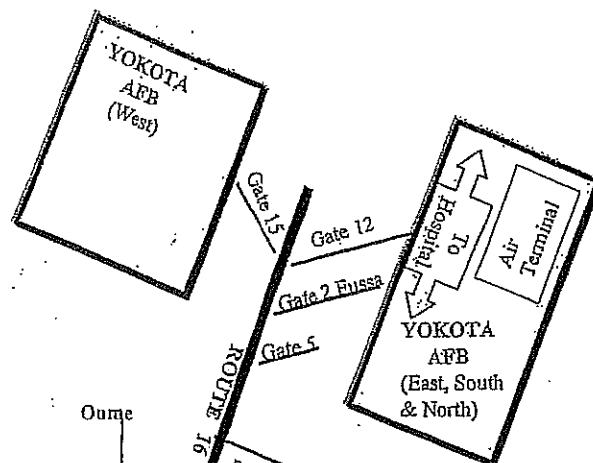 YOKOTA
AFB
(West)
Gate 15
Gate 12
Gate 2 Fussa
Gate 5
ROUTE 16
To
Hospital
Air
Terminal
YOKOTA
AFB
(East, South
& North)
Oume